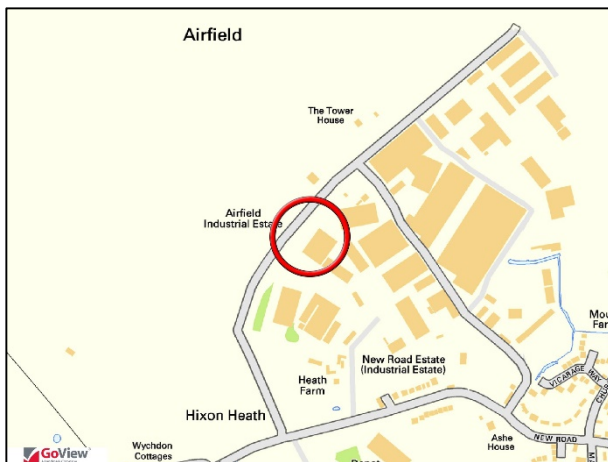 Airfield
The Tower
House
Airfield
Industrial Estate
New Road Estate
(Industrial Estate)
Heath
Farm
Hixon Heath
Wychdon
Cottages
Ashe
House
NEW ROAD
VICARAGE WAY
GoView